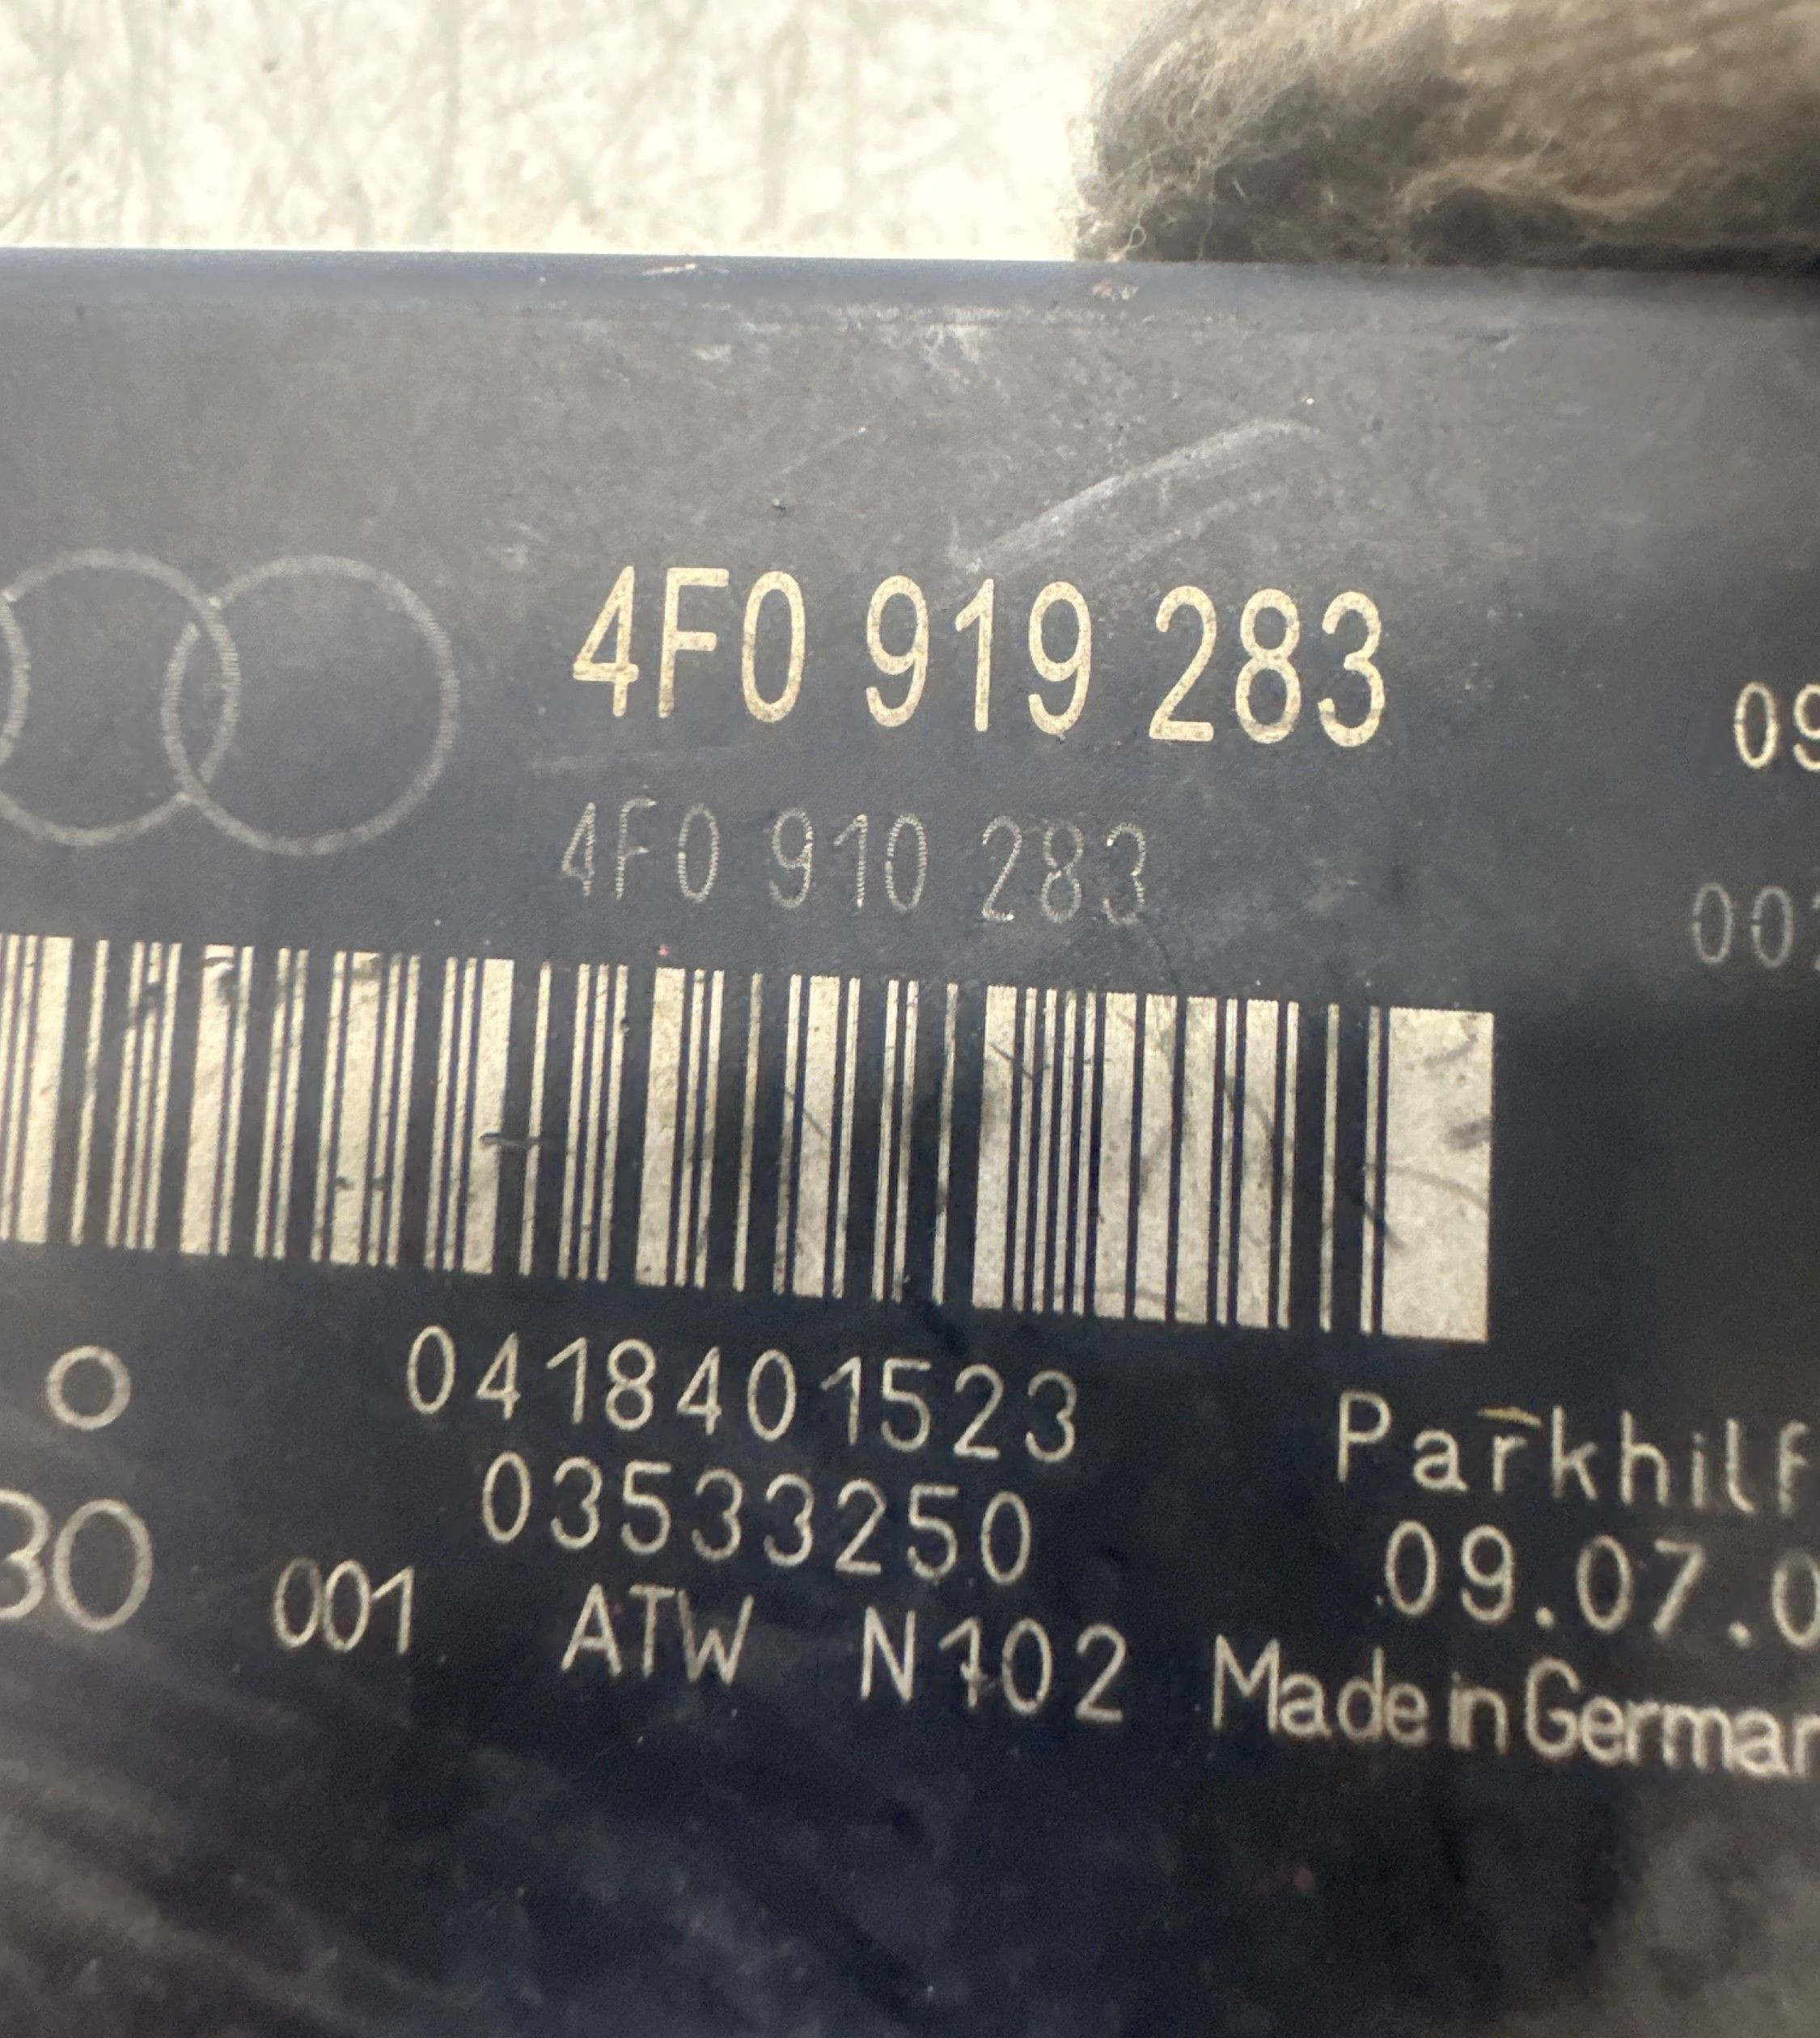 4F0 919 283
09
4F0 910 283
00
O 0418401523 Parkhilf
03533250 09.07.0
30 001 ATW N102 Made in German